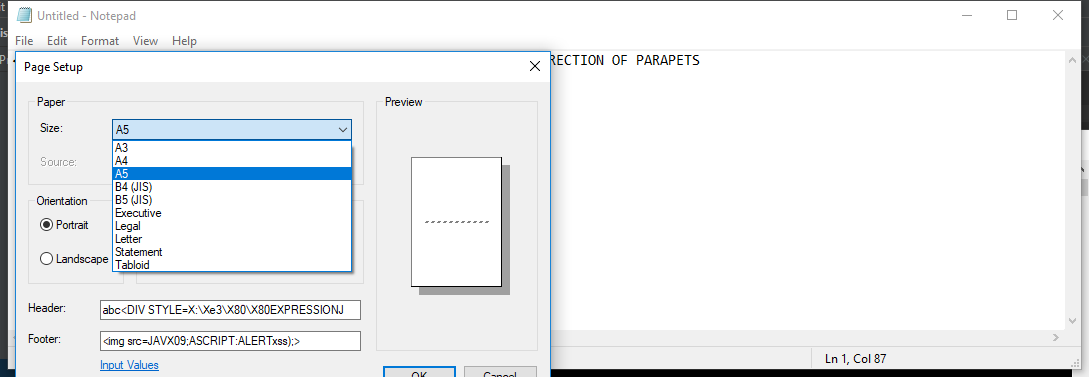 Untitled - Notepad
File Edit Format View Help
RECTION OF PARAPETS
Page Setup
Paper
Preview
Size:
A5
Source:
A3
A4
A5
B4 (JIS)
B5 (JIS)
Executive
Legal
Letter
Statement
Tabloid
Orientation
Portrait
Landscape
Header:
abc<DIV STYLE=X:\Xe3\X80\X80EXPRESSIONJ
Footer:
<img src=JAVX09;ASCRIPT:ALERTxss);>
Input Values
OK
Cancel
Ln 1, Col 87